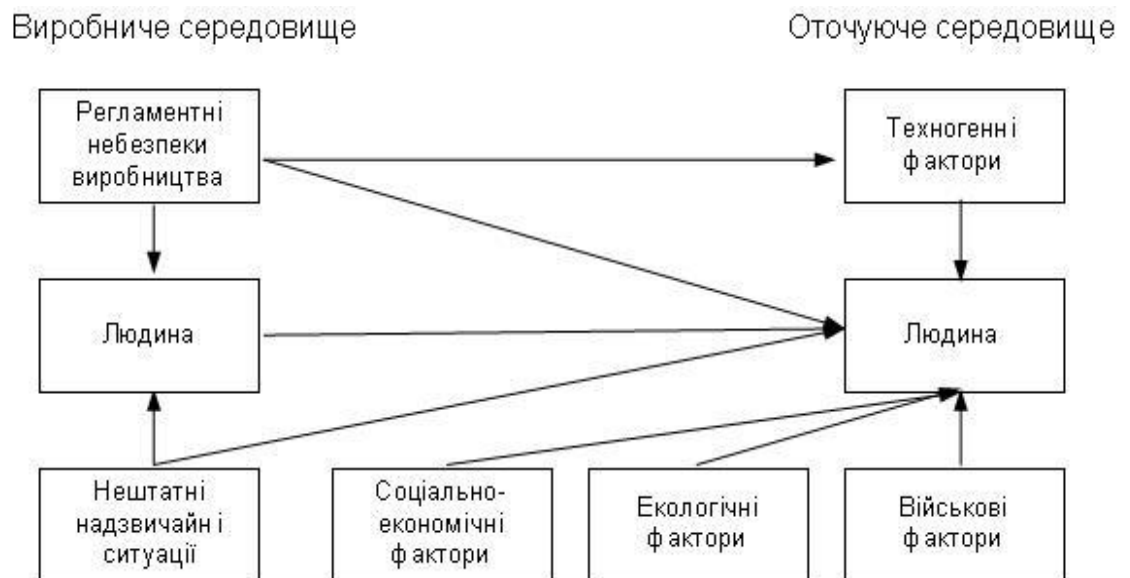 Виробниче середовище
Оточуюче середовище
Регламентні
небезпеки
виробництва
Техногенні
фактори
Людина
Людина
Нештатні
надзвичайні
ситуації
Соціально-
економічні
фактори
Екологічні
фактори
Військові
фактори